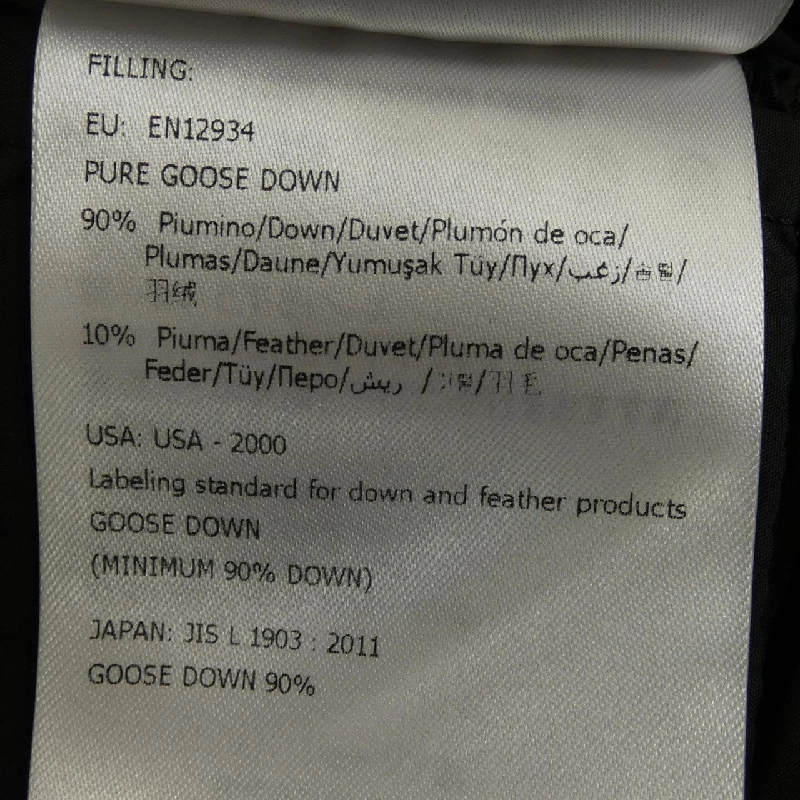 FILLING:
EU: EN12934
PURE GOOSE DOWN
90% Piumino/Down/Duvet/Plumón de oca/
Plumas/Daune/Yumuşak Tüy/Пух/زغب/
羽绒
10% Piuma/Feather/Duvet/Pluma de oca/Penas/
Feder/Tüy/Перо/ريش /
USA: USA - 2000
Labeling standard for down and feather products
GOOSE DOWN
(MINIMUM 90% DOWN)
JAPAN: JIS L 1903 : 2011
GOOSE DOWN 90%